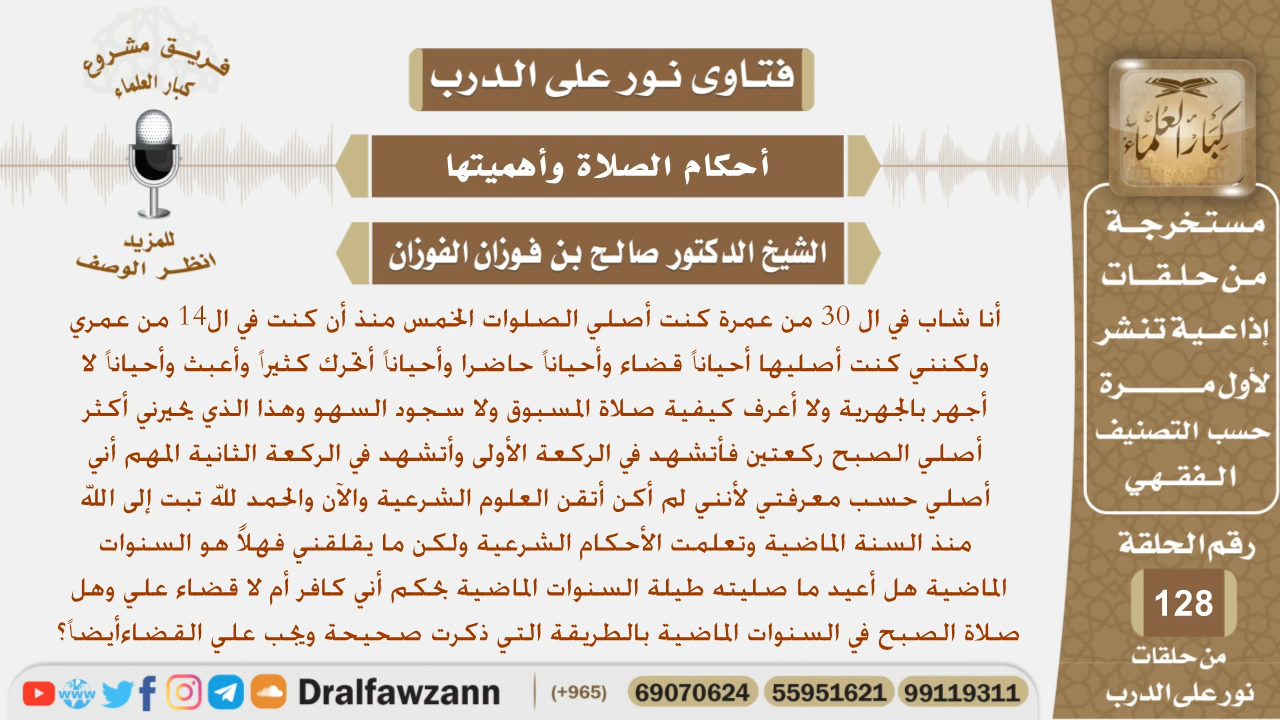 فريق مشروع
كبار العلماء
للمزيد
انظر الوصف
فتاوى نور على الدرب
أحكام الصلاة وأهميتها
الشيخ الدكتور صالح بن فوزان الفوزان
أنا شاب في ال 30 من عمرة كنت أصلي الصلوات الخمس منذ أن كنت في ال14 من عمري
ولكنني كنت أصليها أحياناً قضاء وأحياناً حاضرا وأحياناً أتحرك كثيراً وأعبث وأحياناً لا
أجهر بالجهرية ولا أعرف كيفية صلاة المسبوق ولا سجود السهو وهذا الذي يحيرني أكثر
أصلي الصبح ركعتين فأتشهد في الركعة الأولى وأتشهد في الركعة الثانية المهم أني
أصلي حسب معرفتي لأنني لم أكن أتقن العلوم الشرعية والآن والحمد لله تبت إلى الله
منذ السنة الماضية وتعلمت الأحكام الشرعية ولكن ما يقلقني فهلاً هو السنوات
الماضية هل أعيد ما صليته طيلة السنوات الماضية بحكم أني كافر أم لا قضاء علي وهل
صلاة الصبح في السنوات الماضية بالطريقة التي ذكرت صحيحة ويجب علي القضاءأيضاً؟
كبار العلماء
مستخرجة
من حلقات
إذاعية تنشر
لأول مرة
حسب التصنيف
الفقهي
رقم الحلقة
128
من حلقات
نور على الدرب
www
Dralfawzann
(+965)
69070624
55951621
99119311